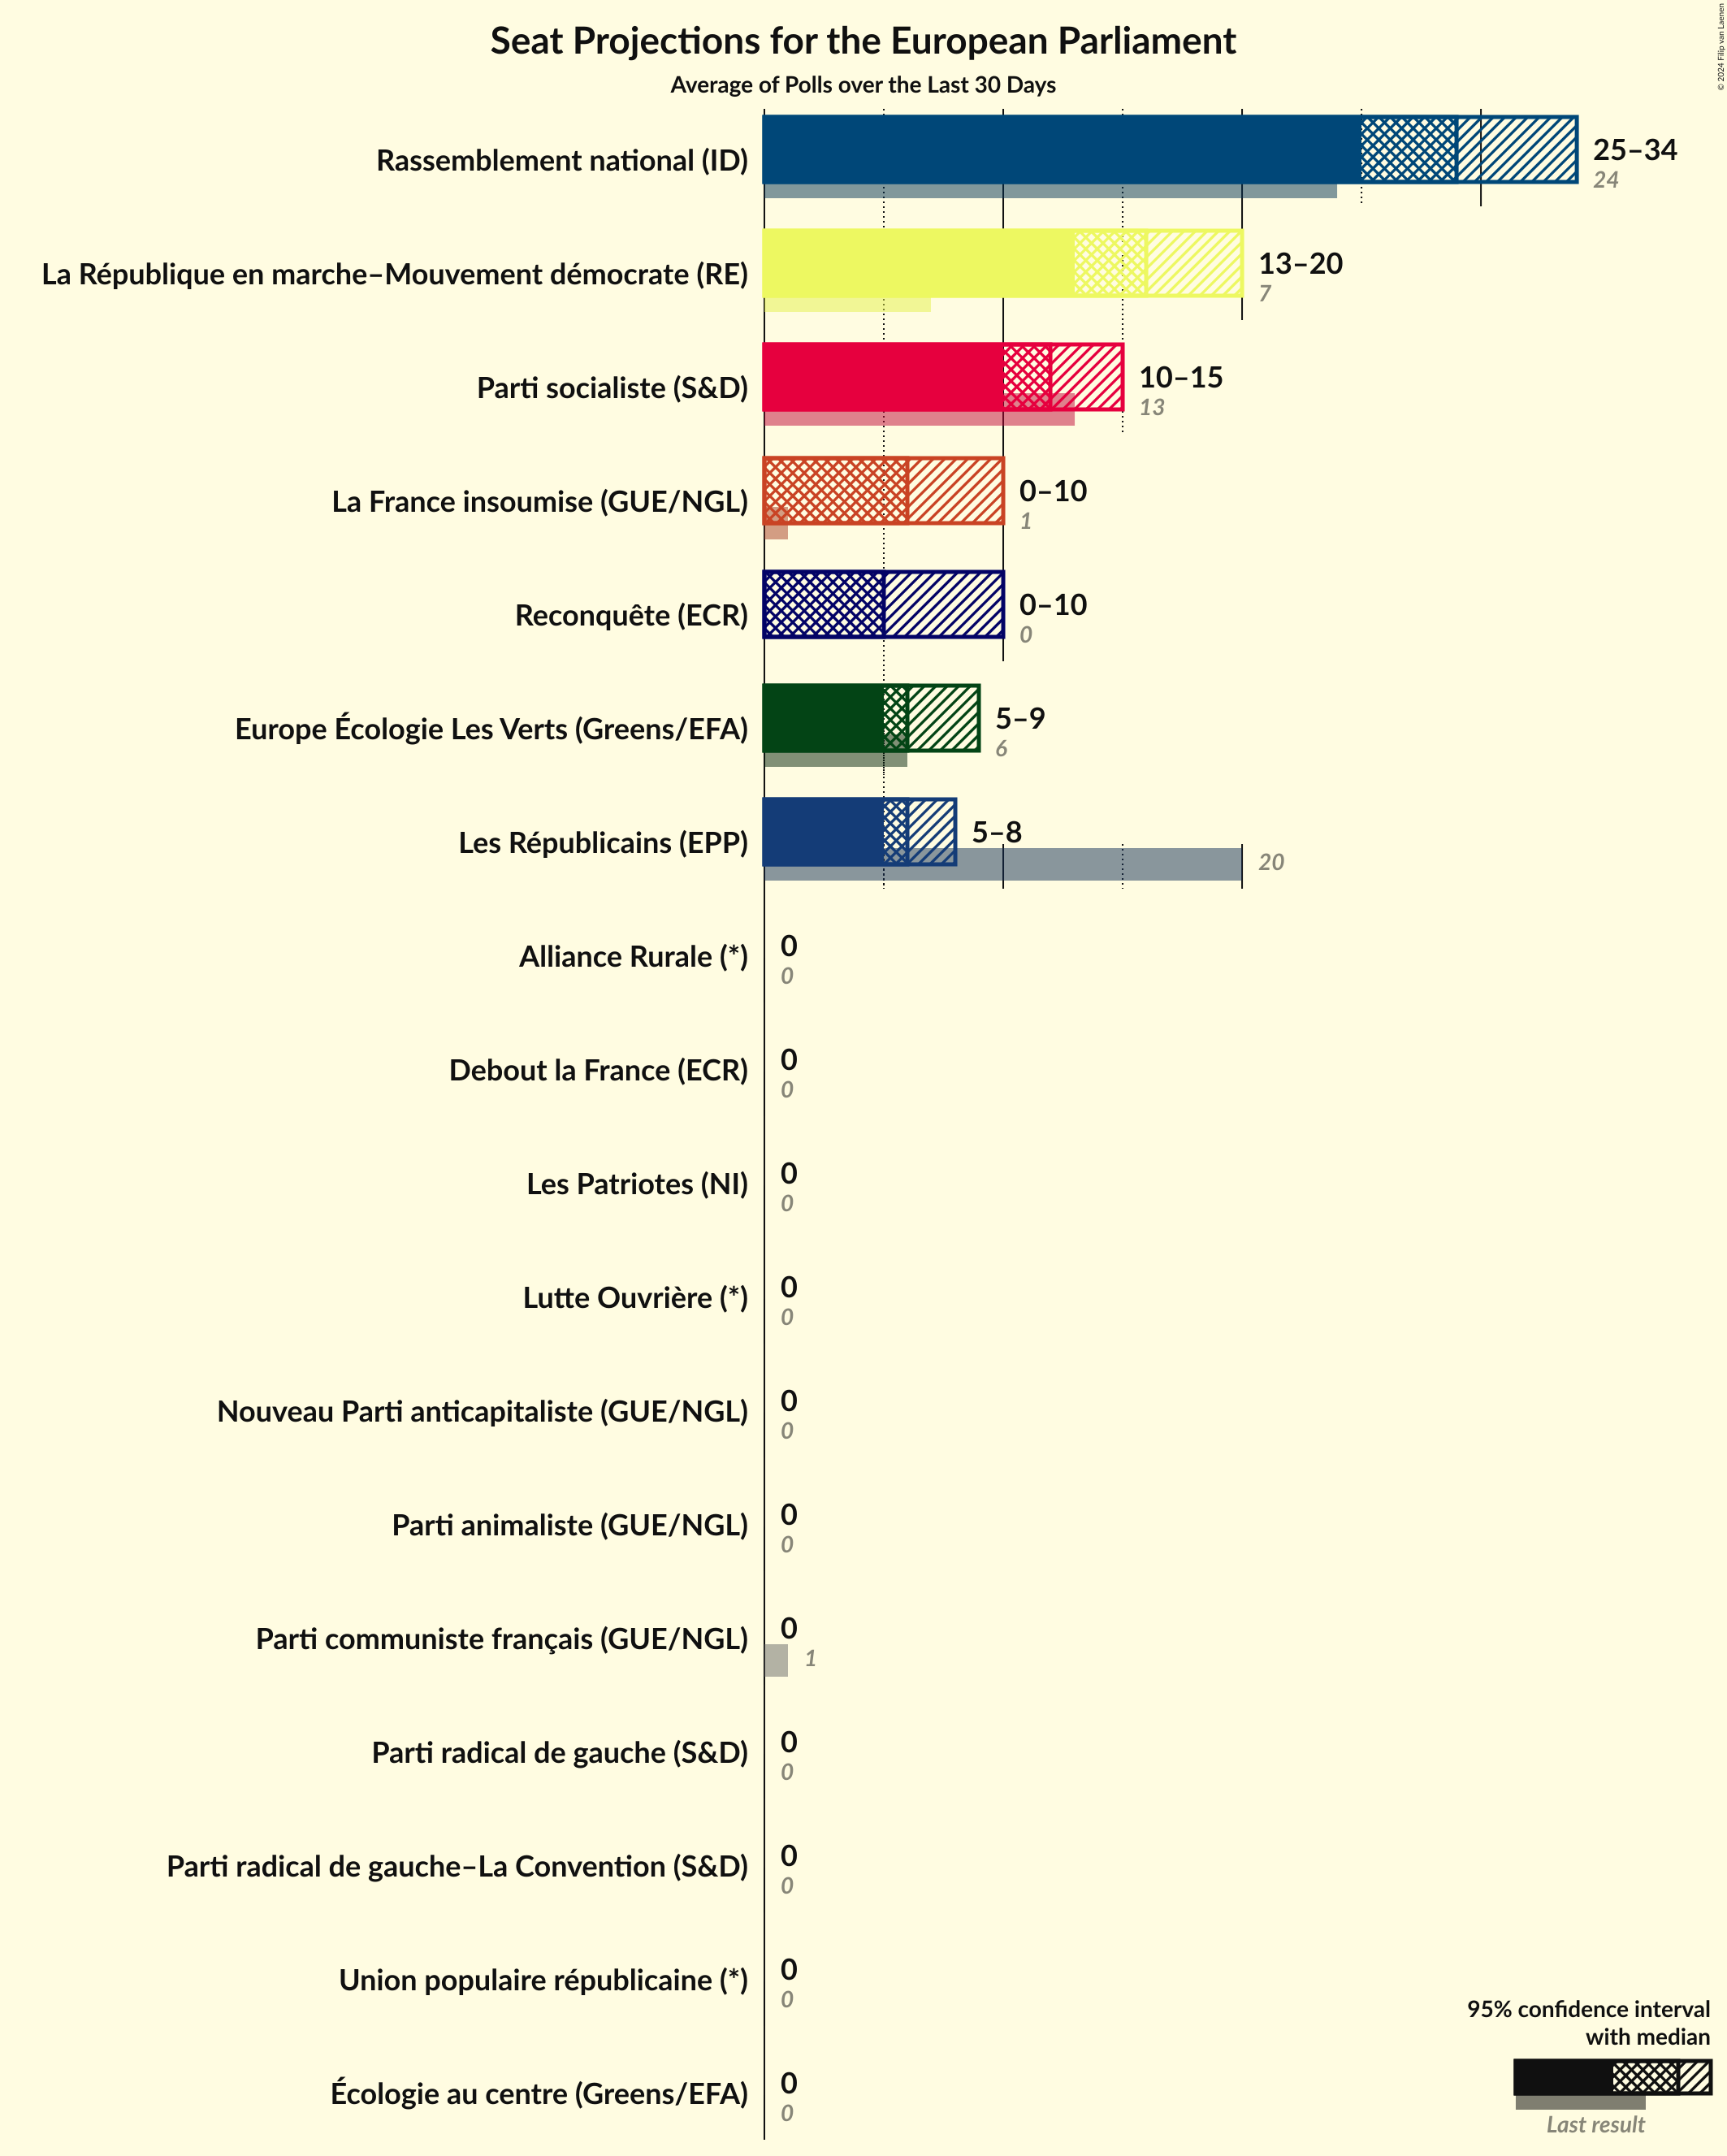 Seat Projections for the European Parliament
Average of Polls over the Last 30 Days
© 2024 Filip van Laenen
Rassemblement national (ID)
25–34
24
La République en marche–Mouvement démocrate (RE)
13–20
7
Parti socialiste (S&D)
10–15
13
La France insoumise (GUE/NGL)
0–10
1
Reconquête (ECR)
0–10
0
Europe Écologie Les Verts (Greens/EFA)
5–9
6
Les Républicains (EPP)
5–8
20
Alliance Rurale (*)
0
0
Debout la France (ECR)
0
0
Les Patriotes (NI)
0
0
Lutte Ouvrière (*)
0
0
Nouveau Parti anticapitaliste (GUE/NGL)
0
0
Parti animaliste (GUE/NGL)
0
0
Parti communiste français (GUE/NGL)
0
1
Parti radical de gauche (S&D)
0
0
Parti radical de gauche–La Convention (S&D)
0
0
Union populaire républicaine (*)
0
0
Écologie au centre (Greens/EFA)
0
0
95% confidence interval
with median
Last result